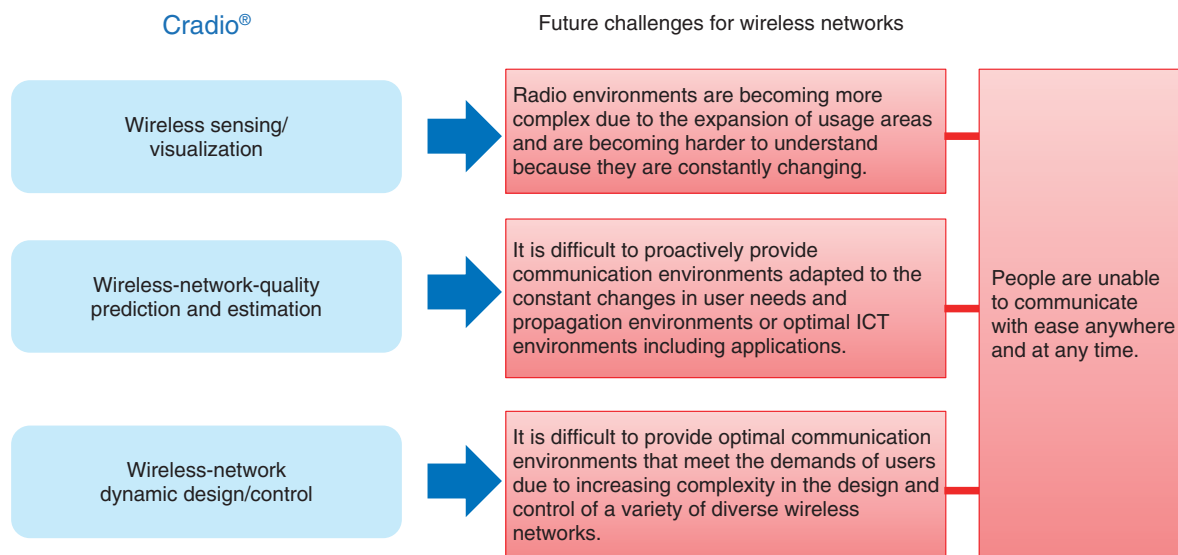 Cradio®
Future challenges for wireless networks
Wireless sensing/
visualization
Radio environments are becoming more
complex due to the expansion of usage areas
and are becoming harder to understand
because they are constantly changing.
Wireless-network-quality
prediction and estimation
It is difficult to proactively provide
communication environments adapted to the
constant changes in user needs and
propagation environments or optimal ICT
environments including applications.
Wireless-network
dynamic design/control
It is difficult to provide optimal communication
environments that meet the demands of users
due to increasing complexity in the design and
control of a variety of diverse wireless
networks.
People are unable
to communicate
with ease anywhere
and at any time.